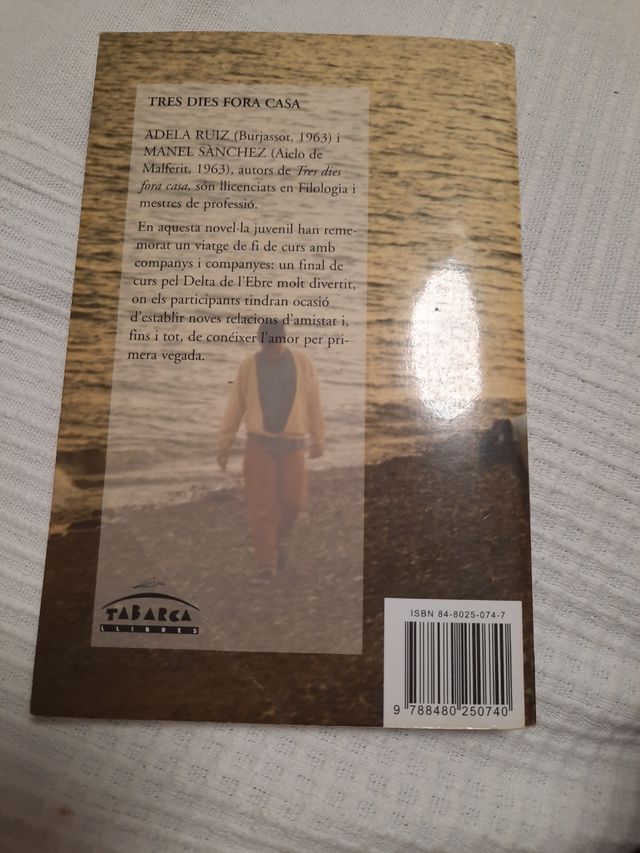 TRES DIES FORA CASA
ADELA RUIZ (Burjassot, 1963) i
MANEL SÀNCHEZ (Aielo de
Malferit, 1963), autors de Tres dies
fora casa, són llicenciats en Filologia i
mestres de professió.
En aquesta novel·la juvenil han reme-
morat un viatge de fi de curs amb
companys i companyes: un final de
curs pel Delta de l'Ebre molt divertit,
on els participants tindran ocasió
d'establir noves relacions d'amistat i,
fins i tot, de conéixer l'amor per pri-
mera vegada.
TABARCA
LLIBRES
ISBN 84-8025-074-7
9 788480 250740